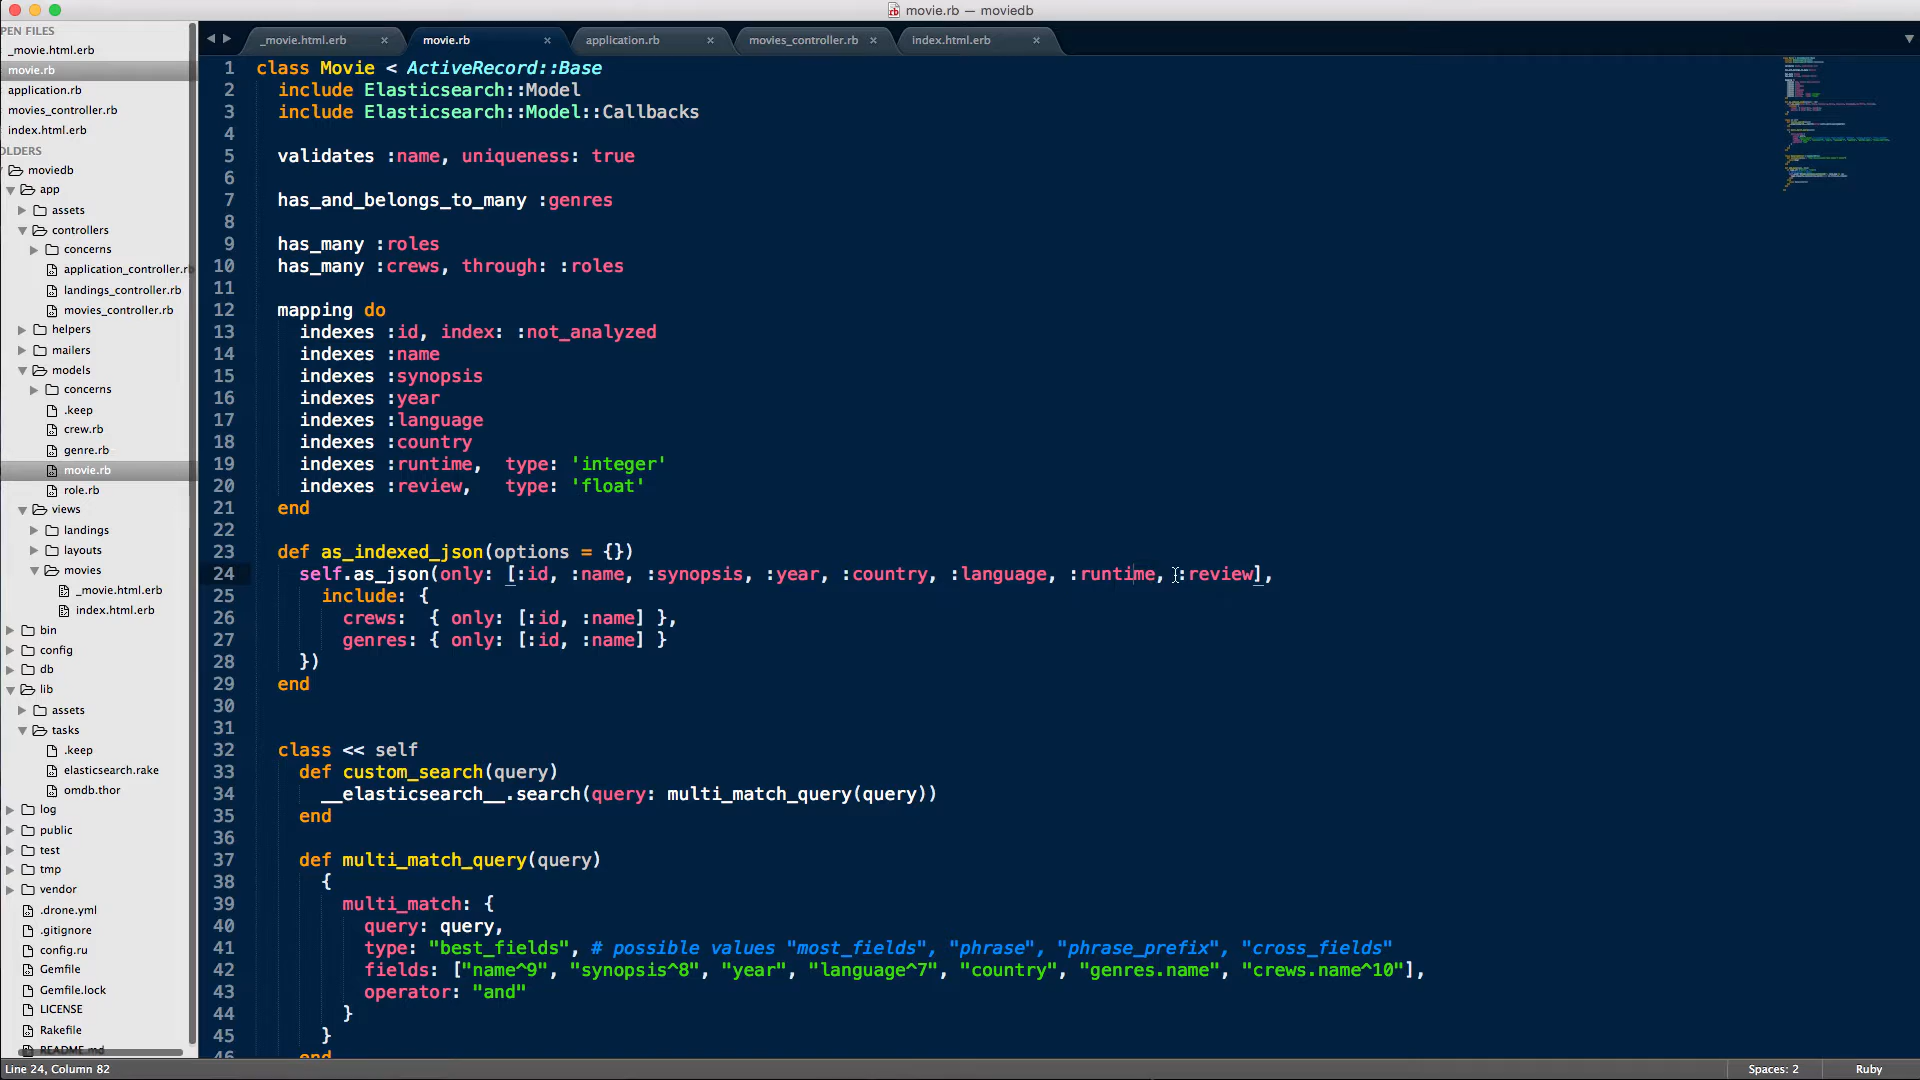 movie.rb — moviedb
PEN FILES
_movie.html.erb
movie.rb
application.rb
movies_controller.rb
index.html.erb
OLDERS
moviedb
app
assets
controllers
concerns
application_controller.rb
landings_controller.rb
movies_controller.rb
helpers
mailers
models
concerns
.keep
crew.rb
genre.rb
movie.rb
role.rb
views
landings
layouts
movies
_movie.html.erb
index.html.erb
bin
config
db
lib
assets
tasks
.keep
elasticsearch.rake
omdb.thor
log
public
test
tmp
vendor
.drone.yml
.gitignore
config.ru
Gemfile
Gemfile.lock
LICENSE
Rakefile
README.md
_movie.html.erb movie.rb application.rb movies_controller.rb index.html.erb
1 class Movie < ActiveRecord::Base
2 include Elasticsearch::Model
3 include Elasticsearch::Model::Callbacks
4
5 validates :name, uniqueness: true
6
7 has_and_belongs_to_many :genres
8
9 has_many :roles
10 has_many :crews, through: :roles
11
12 mapping do
13 indexes :id, index: :not_analyzed
14 indexes :name
15 indexes :synopsis
16 indexes :year
17 indexes :language
18 indexes :country
19 indexes :runtime, type: 'integer'
20 indexes :review, type: 'float'
21 end
22
23 def as_indexed_json(options = {})
24 self.as_json(only: [:id, :name, :synopsis, :year, :country, :language, :runtime, :review],
25 include: {
26 crews: { only: [:id, :name] },
27 genres: { only: [:id, :name] }
28 })
29 end
30
31
32 class << self
33 def custom_search(query)
34 __elasticsearch__.search(query: multi_match_query(query))
35 end
36
37 def multi_match_query(query)
38 {
39 multi_match: {
40 query: query,
41 type: "best_fields", # possible values "most_fields", "phrase", "phrase_prefix", "cross_fields"
42 fields: ["name^9", "synopsis^8", "year", "language^7", "country", "genres.name", "crews.name^10"],
43 operator: "and"
44 }
45 }
46 end
Line 24, Column 82
Spaces: 2
Ruby